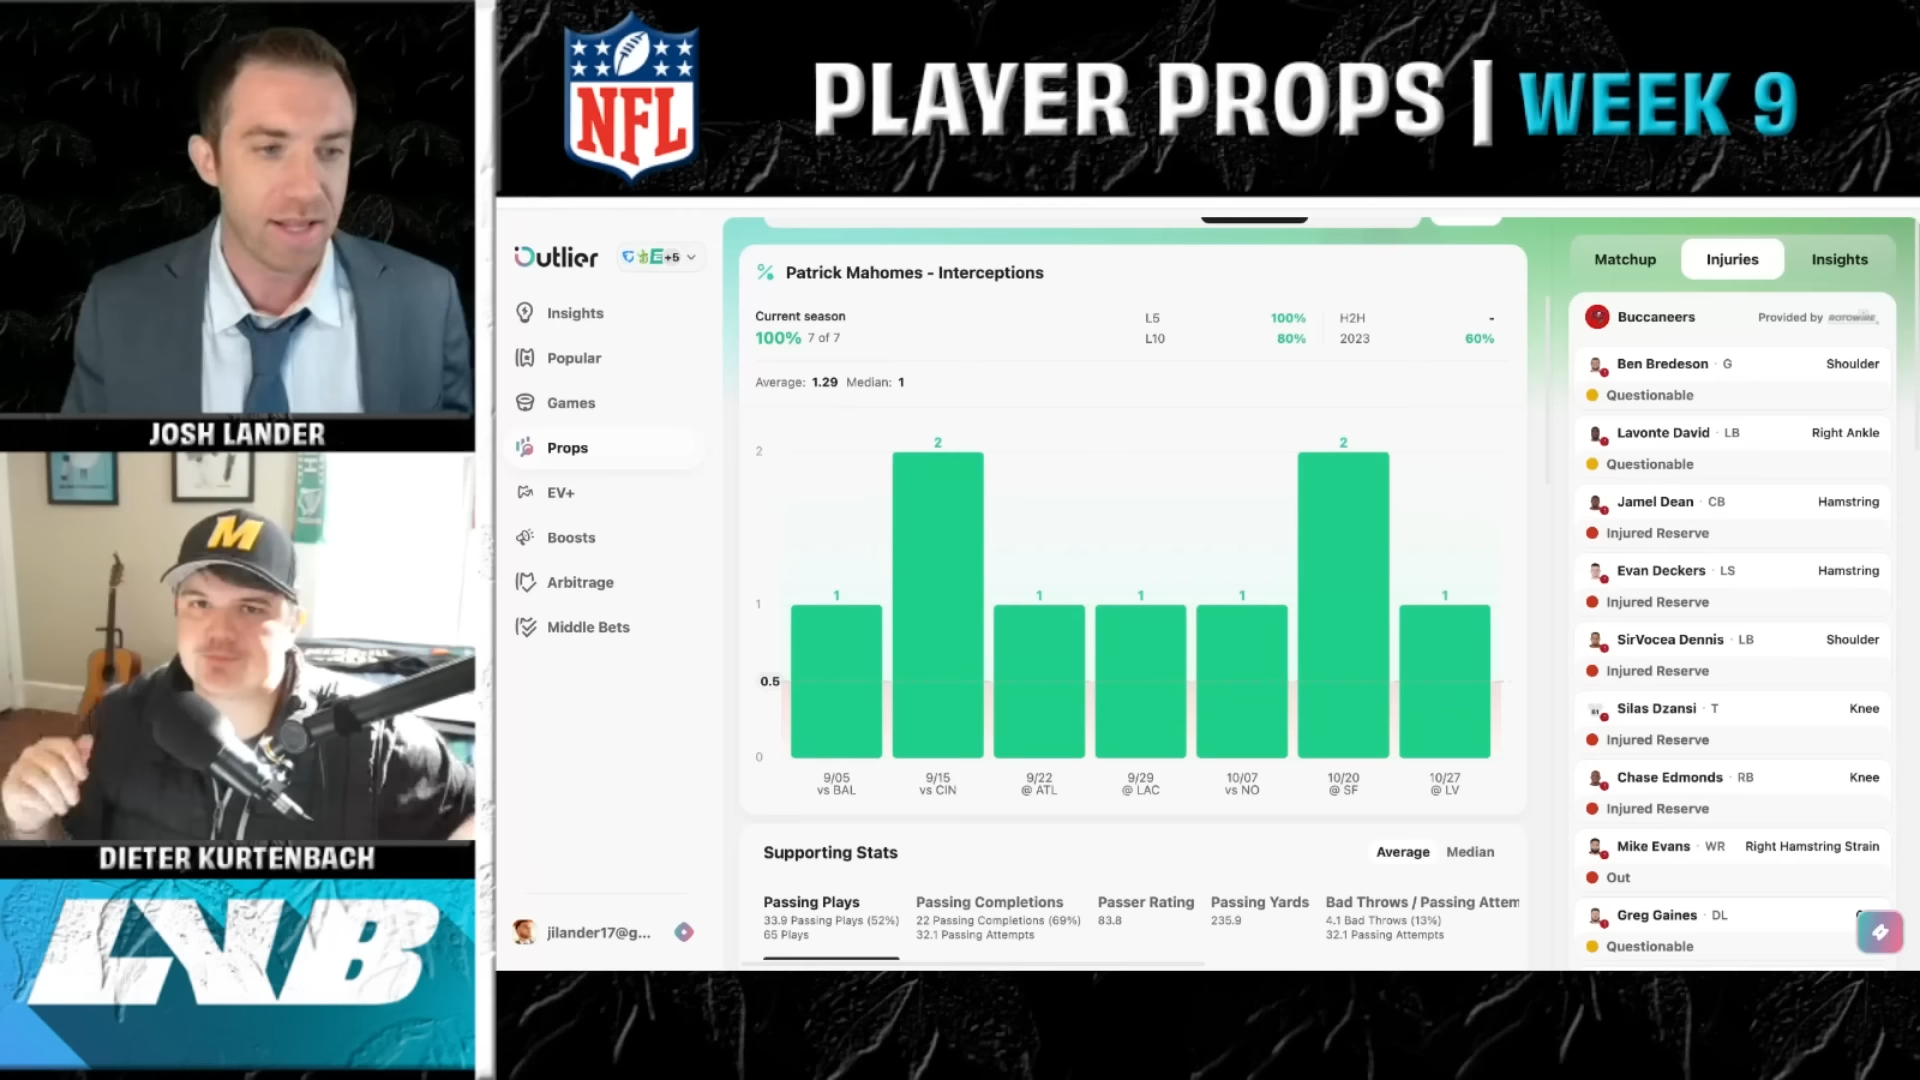 NFL
PLAYER PROPS | WEEK 9
JOSH LANDER
M
DIETER KURTENBACH
LVB
Outlier
+5
Insights
Popular
Games
Props
EV+
Boosts
Arbitrage
Middle Bets
jilander17@g...
Patrick Mahomes - Interceptions
Current season
100% 7 of 7
L5 100%
L10 80%
H2H -
2023 60%
Average: 1.29 Median: 1
2
1
0.5
0
1
2
1
1
1
2
1
9/05
vs BAL
9/15
vs CIN
9/22
@ ATL
9/29
@ LAC
10/07
vs NO
10/20
@ SF
10/27
@ LV
Supporting Stats
Average Median
Passing Plays
33.9 Passing Plays (52%)
65 Plays
Passing Completions
22 Passing Completions (69%)
32.1 Passing Attempts
Passer Rating
83.8
Passing Yards
235.9
Bad Throws / Passing Attem
4.1 Bad Throws (13%)
32.1 Passing Attempts
Matchup Injuries Insights
Buccaneers Provided by ROTOWIRE
Ben Bredeson · G Shoulder
Questionable
Lavonte David · LB Right Ankle
Questionable
Jamel Dean · CB Hamstring
Injured Reserve
Evan Deckers · LS Hamstring
Injured Reserve
SirVocea Dennis · LB Shoulder
Injured Reserve
Silas Dzansi · T Knee
Injured Reserve
Chase Edmonds · RB Knee
Injured Reserve
Mike Evans · WR Right Hamstring Strain
Out
Greg Gaines · DL
Questionable